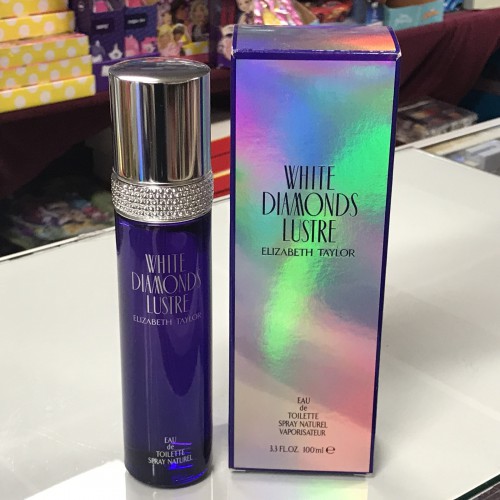 WHITE
DIAMONDS
LUSTRE
ELIZABETH TAYLOR
EAU
de
TOILETTE
SPRAY NATUREL
WHITE
DIAMONDS
LUSTRE
ELIZABETH TAYLOR
EAU
de
TOILETTE
SPRAY NATUREL
VAPORISATEUR
3.3 FL.OZ. 100ml ℮